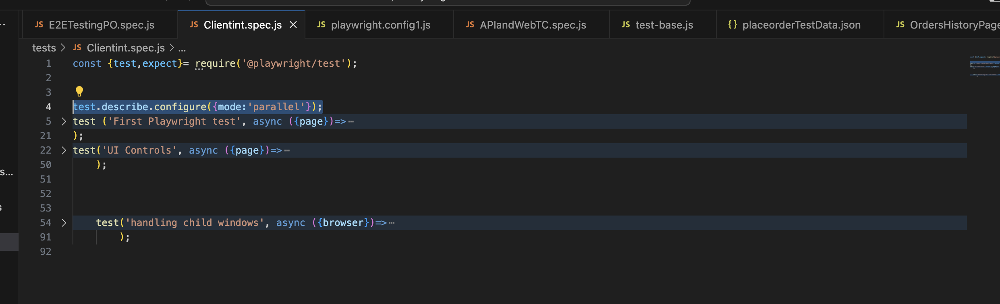 JS E2ETestingPO.spec.js JS Clientint.spec.js JS playwright.config1.js JS APIandWebTC.spec.js JS test-base.js {} placeorderTestData.json JS OrdersHistoryPage
tests > JS Clientint.spec.js > ...
1 const {test,expect}= require('@playwright/test');
2
3
4 test.describe.configure({mode:'parallel'});
5 test ('First Playwright test', async ({page})=>…
21 );
22 test('UI Controls', async ({page})=>…
50 );
51
52
53
54 test('handling child windows', async ({browser})=>…
91 );
92
s...